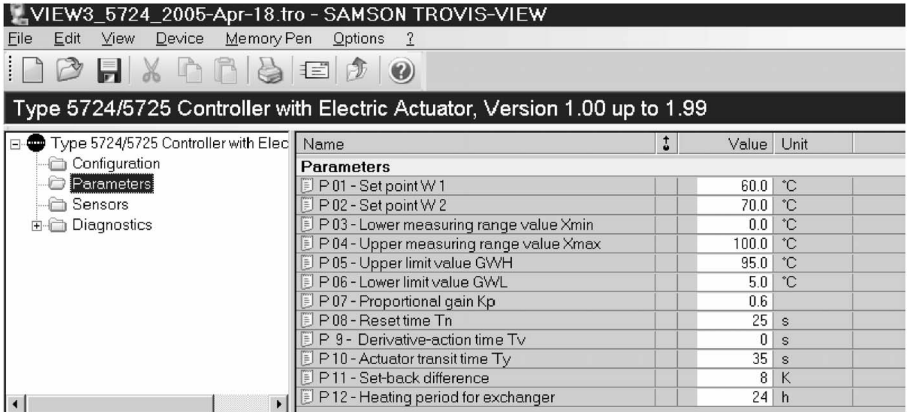 VIEW3_5724_2005-Apr-18.tro - SAMSON TROVIS-VIEW
File Edit View Device Memory Pen Options ?
Type 5724/5725 Controller with Electric Actuator, Version 1.00 up to 1.99
Type 5724/5725 Controller with Elec
Configuration
Parameters
Sensors
Diagnostics
Name Value Unit
Parameters
P 01 - Set point W 1 60.0 °C
P 02 - Set point W 2 70.0 °C
P 03 - Lower measuring range value Xmin 0.0 °C
P 04 - Upper measuring range value Xmax 100.0 °C
P 05 - Upper limit value GWH 95.0 °C
P 06 - Lower limit value GWL 5.0 °C
P 07 - Proportional gain Kp 0.6
P 08 - Reset time Tn 25 s
P 9 - Derivative-action time Tv 0 s
P 10 - Actuator transit time Ty 35 s
P 11 - Set-back difference 8 K
P 12 - Heating period for exchanger 24 h